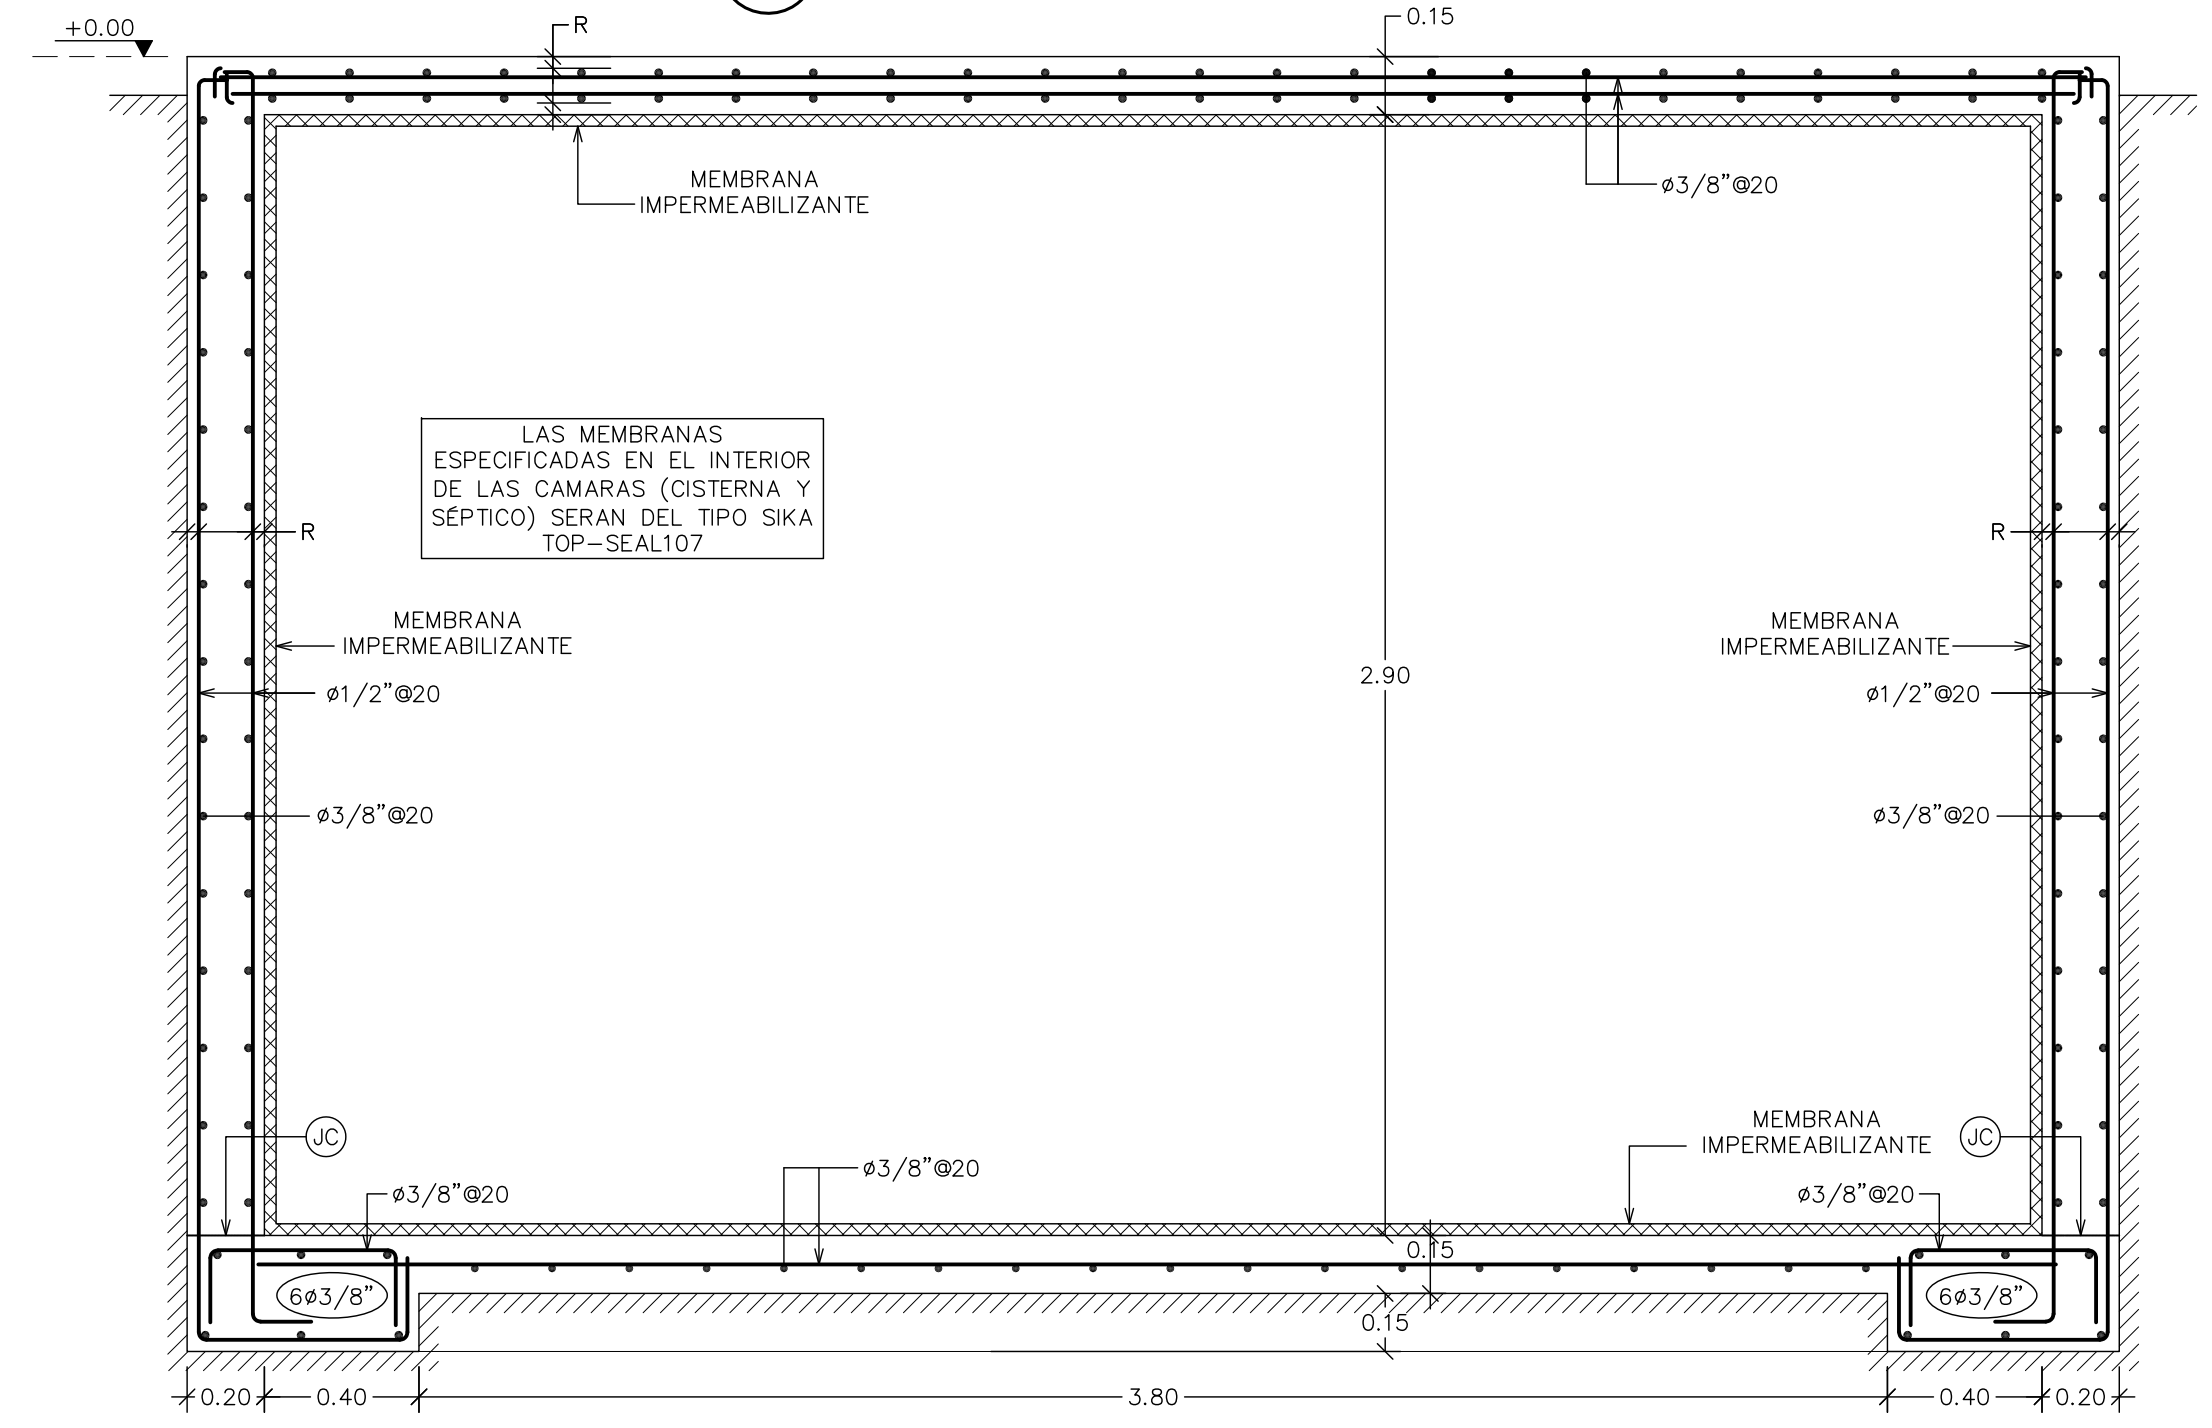 R
0.15
+0.00
MEMBRANA
IMPERMEABILIZANTE
ø3/8"@20
LAS MEMBRANAS
ESPECIFICADAS EN EL INTERIOR
DE LAS CAMARAS (CISTERNA Y
SÉPTICO) SERAN DEL TIPO SIKA
TOP-SEAL107
R
R
MEMBRANA
IMPERMEABILIZANTE
MEMBRANA
IMPERMEABILIZANTE
2.90
ø1/2"@20
ø1/2"@20
ø3/8"@20
ø3/8"@20
JC
MEMBRANA
IMPERMEABILIZANTE
JC
ø3/8"@20
ø3/8"@20
ø3/8"@20
0.15
6ø3/8"
6ø3/8"
0.15
0.20
0.40
3.80
0.40
0.20